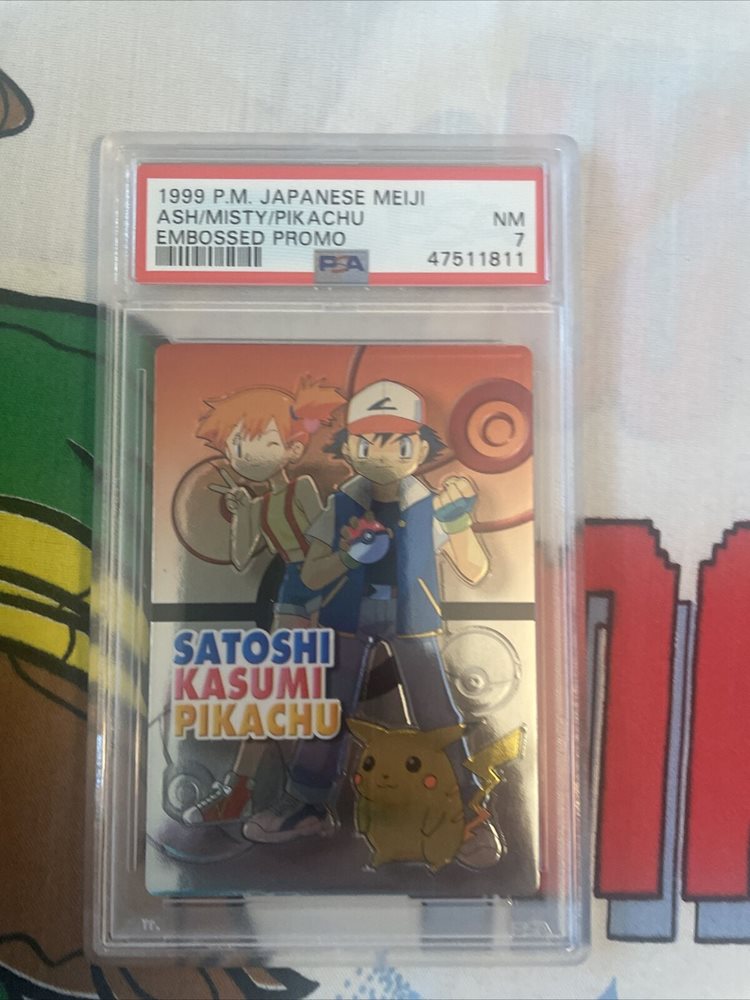 1999 P.M. JAPANESE MEIJI
ASH/MISTY/PIKACHU NM
EMBOSSED PROMO 7
PSA 47511811
SATOSHI
KASUMI
PIKACHU